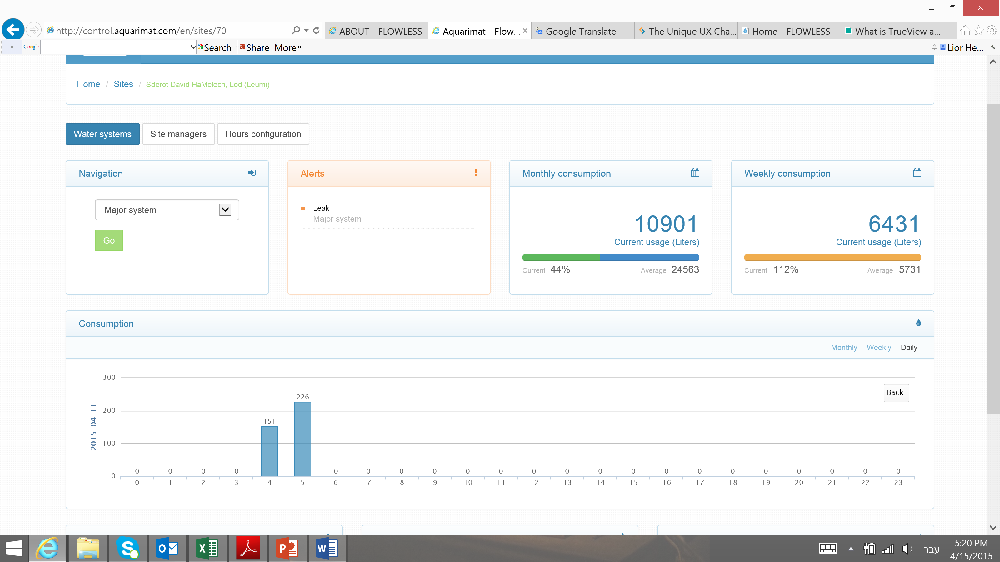 http://control.aquarimat.com/en/sites/70
ABOUT - FLOWLESS
Aquarimat - Flow...
Google Translate
The Unique UX Cha...
Home - FLOWLESS
What is TrueView a...
x Google Search Share More»
Lior He...
Home / Sites / Sderot David HaMelech, Lod (Leumi)
Water systems Site managers Hours configuration
Navigation
Major system
Go
Alerts
Leak
Major system
Monthly consumption
10901
Current usage (Liters)
Current 44% Average 24563
Weekly consumption
6431
Current usage (Liters)
Current 112% Average 5731
Consumption
Monthly Weekly Daily
Back
2015-04-11
300
200
100
0
226
151
0 0 0 0 0 0 0 0 0 0 0 0 0 0 0 0 0 0 0 0 0 0
0 1 2 3 4 5 6 7 8 9 10 11 12 13 14 15 16 17 18 19 20 21 22 23
עבר
5:20 PM
4/15/2015